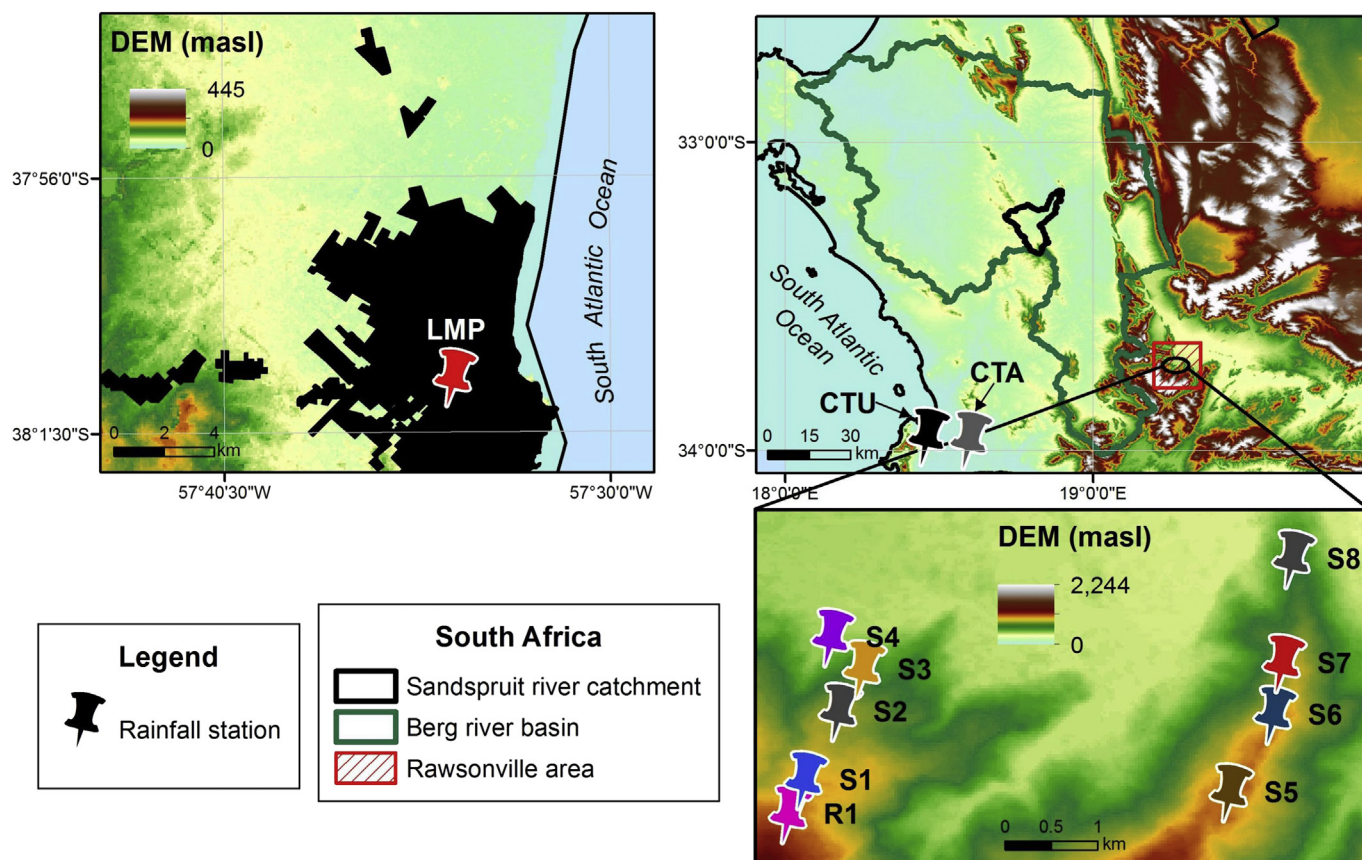 DEM (masl)
445
0
37°56'0"S
38°1'30"S
LMP
South Atlantic Ocean
0 2 4
km
57°40'30"W
57°30'0"W
33°0'0"S
34°0'0"S
South Atlantic
Ocean
CTU
CTA
0 15 30
km
18°0'0"E
19°0'0"E
Legend
Rainfall station
South Africa
Sandspruit river catchment
Berg river basin
Rawsonville area
DEM (masl)
2,244
0
S8
S4
S3
S7
S2
S6
S1
S5
R1
0 0.5 1
km